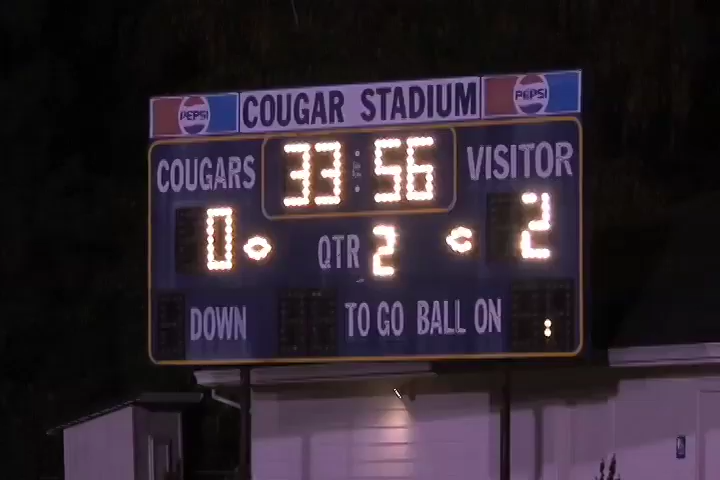 PEPSI COUGAR STADIUM PEPSI
COUGARS 33:56 VISITOR
0 QTR 2 2
DOWN TO GO BALL ON